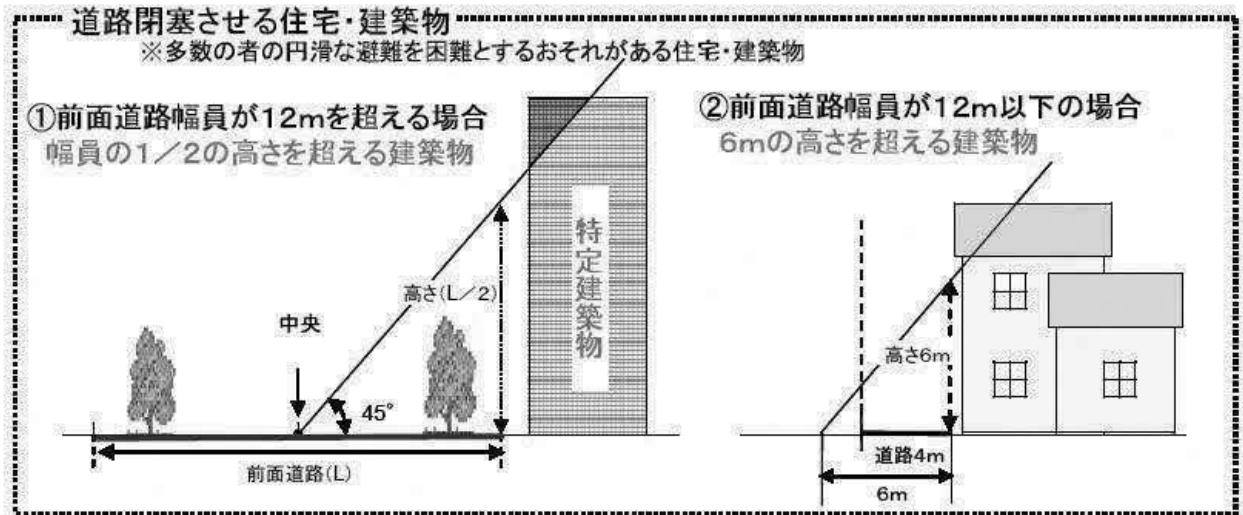 道路閉塞させる住宅・建築物
※多数の者の円滑な避難を困難とするおそれがある住宅・建築物
①前面道路幅員が12mを超える場合
幅員の1/2の高さを超える建築物
特定建築物
高さ(L/2)
中央
45°
前面道路(L)
②前面道路幅員が12m以下の場合
6mの高さを超える建築物
高さ6m
道路4m
6m